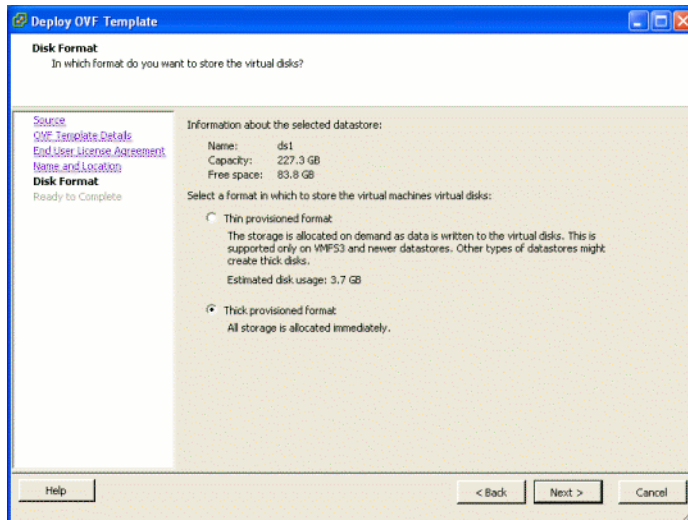 Deploy OVF Template
Disk Format
In which format do you want to store the virtual disks?
Source
OVF Template Details
End User License Agreement
Name and Location
Disk Format
Ready to Complete
Information about the selected datastore:
Name: ds1
Capacity: 227.3 GB
Free space: 83.8 GB
Select a format in which to store the virtual machines virtual disks:
Thin provisioned format
The storage is allocated on demand as data is written to the virtual disks. This is
supported only on VMFS3 and newer datastores. Other types of datastores might
create thick disks.
Estimated disk usage: 3.7 GB
Thick provisioned format
All storage is allocated immediately.
Help
< Back
Next >
Cancel